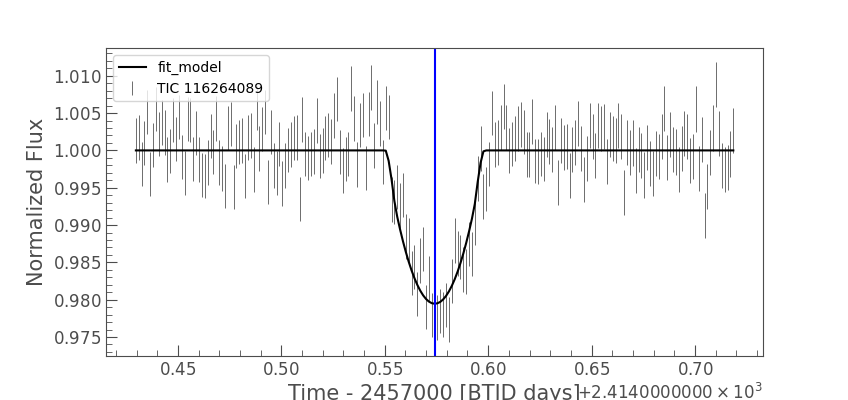 fit_model
TIC 116264089
1.010
1.005
1.000
0.995
0.990
0.985
0.980
0.975
Normalized Flux
0.45 0.50 0.55 0.60 0.65 0.70
Time - 2457000 [BTJD days]
+2.4140000000 × 10³